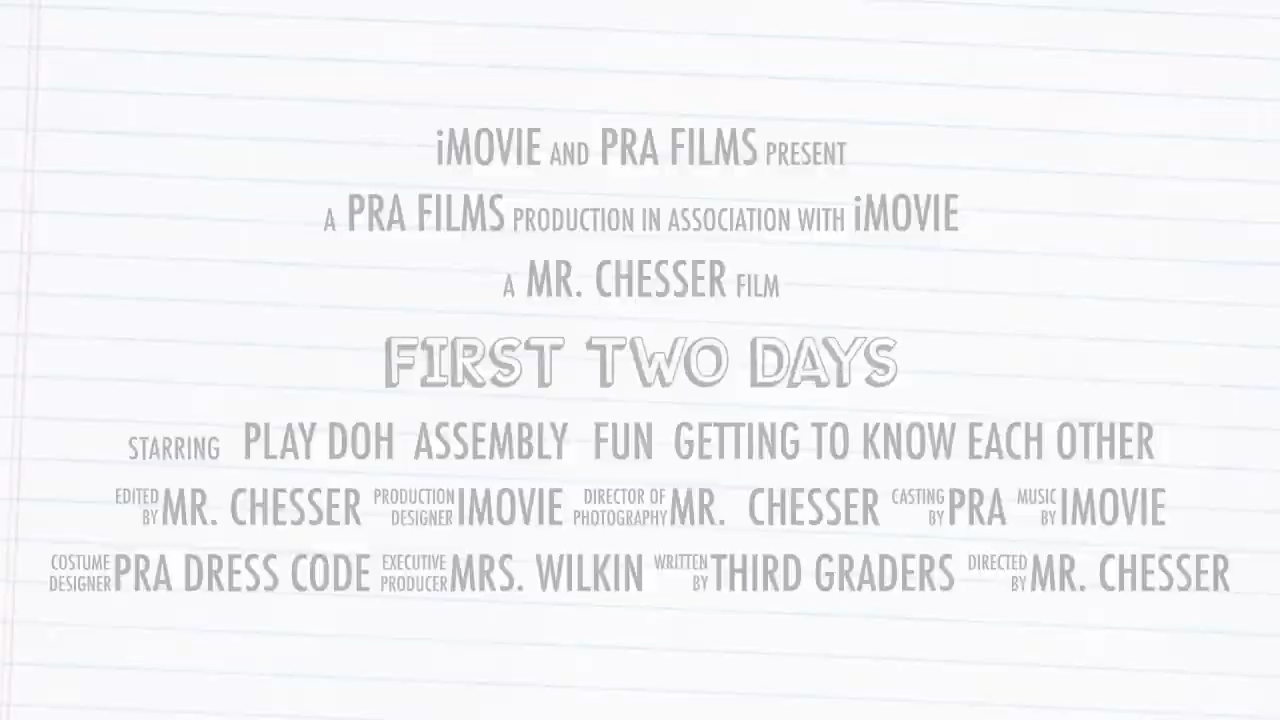 iMOVIE AND PRA FILMS PRESENT
A PRA FILMS PRODUCTION IN ASSOCIATION WITH iMOVIE
A MR. CHESSER FILM
FIRST TWO DAYS
STARRING PLAY DOH ASSEMBLY FUN GETTING TO KNOW EACH OTHER
EDITED BY MR. CHESSER PRODUCTION DESIGNER IMOVIE DIRECTOR OF PHOTOGRAPHY MR. CHESSER CASTING BY PRA MUSIC BY IMOVIE
COSTUME DESIGNER PRA DRESS CODE EXECUTIVE PRODUCER MRS. WILKIN WRITTEN BY THIRD GRADERS DIRECTED BY MR. CHESSER